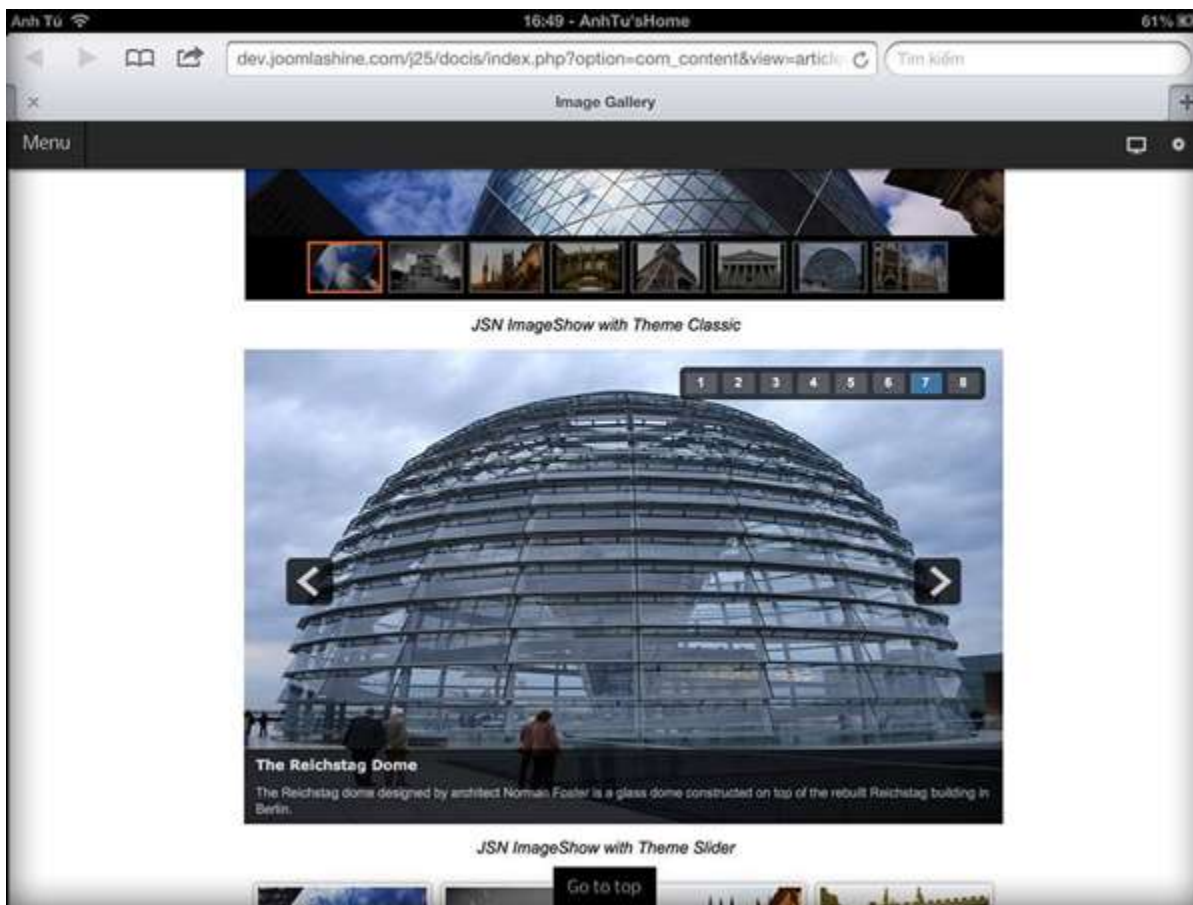 Anh Tú 16:49 - AnhTu'sHome 61%
dev.joomlashine.com/j25/docis/index.php?option=com_content&view=article
Tìm kiếm
Image Gallery
Menu
JSN ImageShow with Theme Classic
1 2 3 4 5 6 7 8
The Reichstag Dome
The Reichstag dome designed by architect Norman Foster is a glass dome constructed on top of the rebuilt Reichstag building in
Berlin.
JSN ImageShow with Theme Slider
Go to top